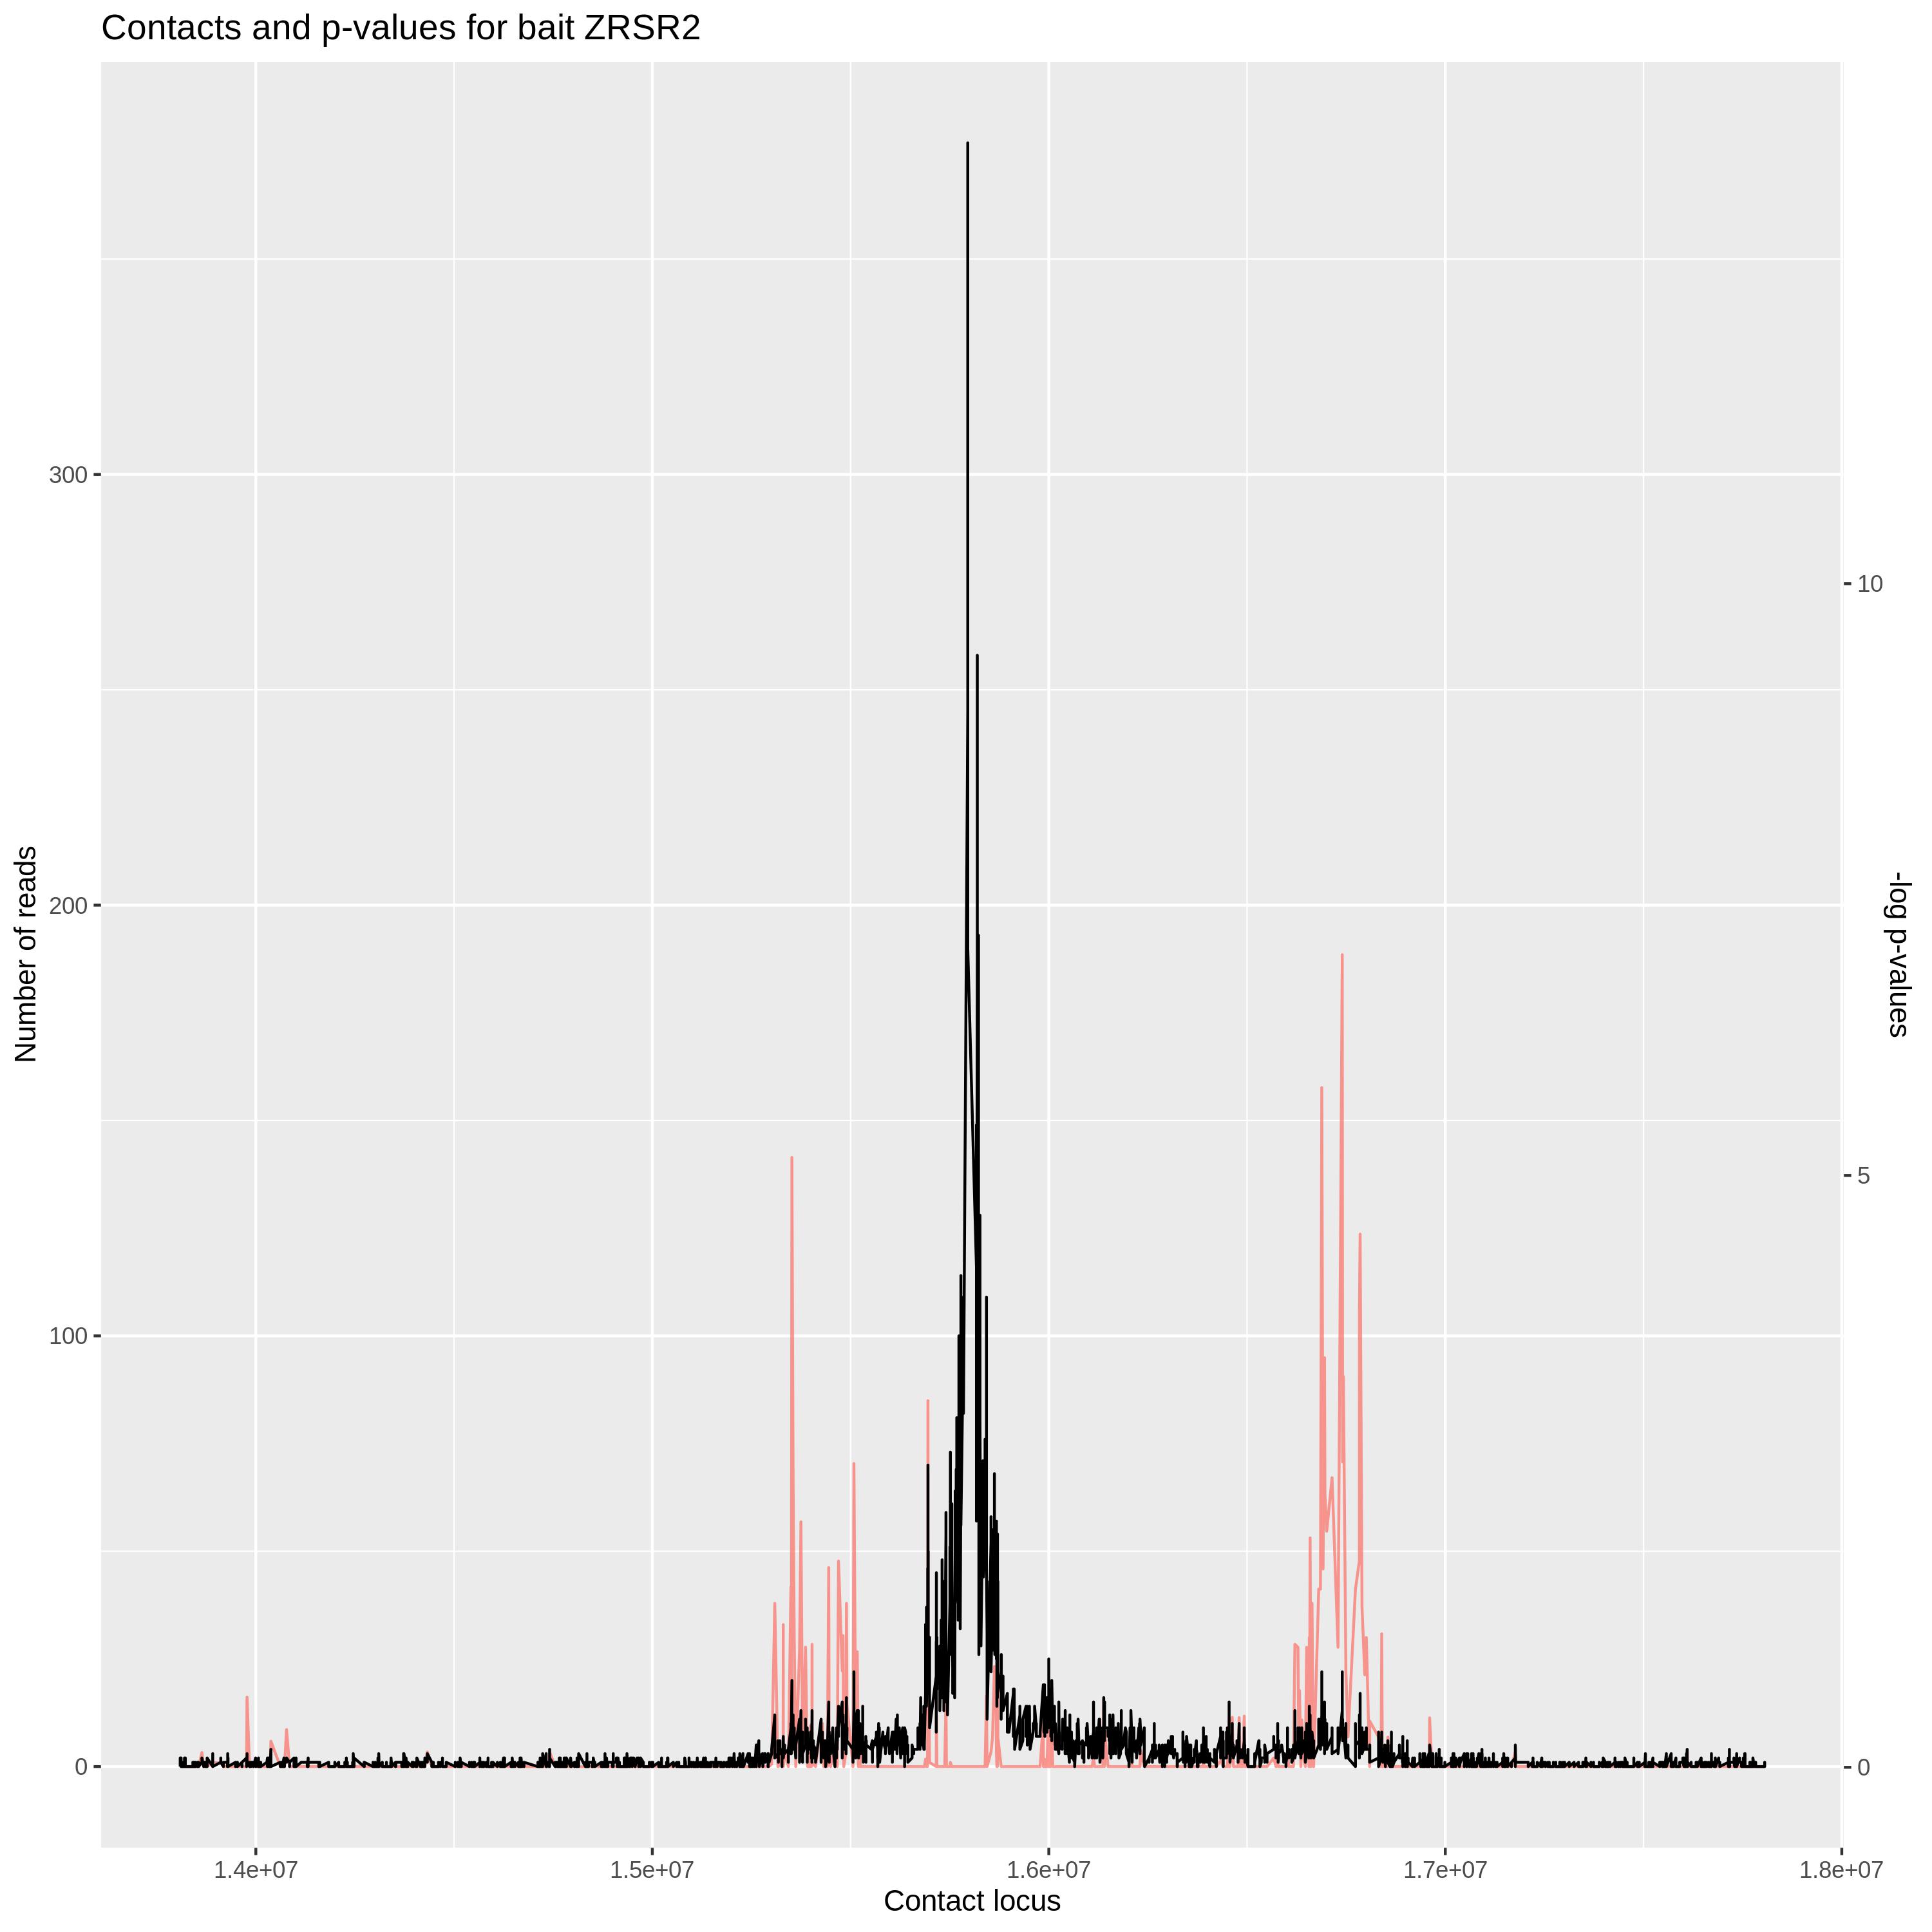 Contacts and p-values for bait ZRSR2
Number of reads
300
200
100
0
10
5
0
-log p-values
1.4e+07 1.5e+07 1.6e+07 1.7e+07 1.8e+07
Contact locus